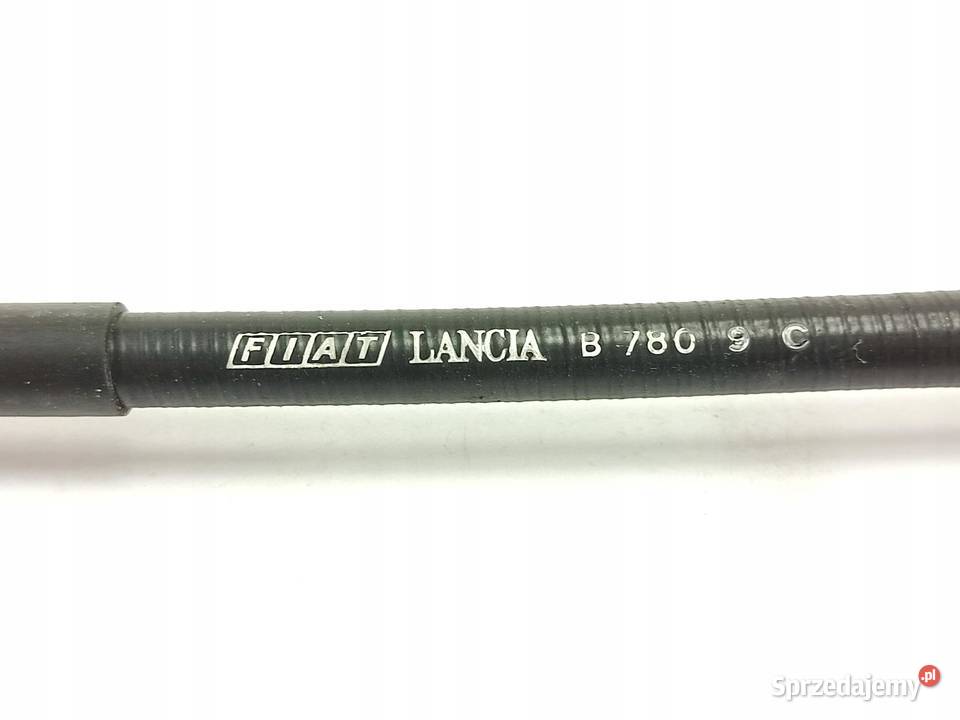 FIAT LANCIA B 780 9 C
Sprzedajemy.pl